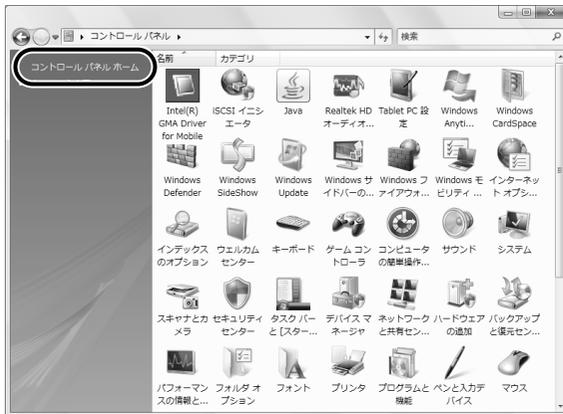 コントロール パネル
検索
コントロール パネル ホーム
名前 カテゴリ
Intel(R) GMA Driver for Mobile
iSCSI イニシエータ
Java
Realtek HD オーディオ...
Tablet PC 設定
Windows Anyti...
Windows CardSpace
Windows Defender
Windows SideShow
Windows Update
Windows サイドバーの...
Windows ファイアウォ...
Windows モビリティ ...
インターネット オプシ...
インデックスのオプション
ウェルカム センター
キーボード
ゲーム コントローラ
コンピュータの簡単操作...
サウンド
システム
スキャナとカメラ
セキュリティ センター
タスク バーと [スター...
デバイス マネージャ
ネットワークと共有セン...
ハードウェアの追加
バックアップと復元セン...
パフォーマンスの情報と...
フォルダ オプション
フォント
プリンタ
プログラムと機能
ペンと入力デバイス
マウス